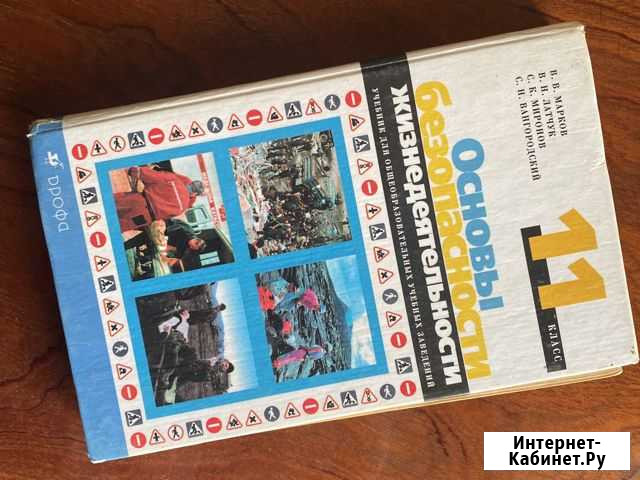 В. В. МАРКОВ
В. Н. ЛАТЧУК
С. К. МИРОНОВ
С. Н. ВАНГОРОДСКИЙ
11
КЛАСС
Основы
безопасности
жизнедеятельности
УЧЕБНИК ДЛЯ ОБЩЕОБРАЗОВАТЕЛЬНЫХ УЧЕБНЫХ ЗАВЕДЕНИЙ
дрофа
Интернет-
Кабинет.Ру